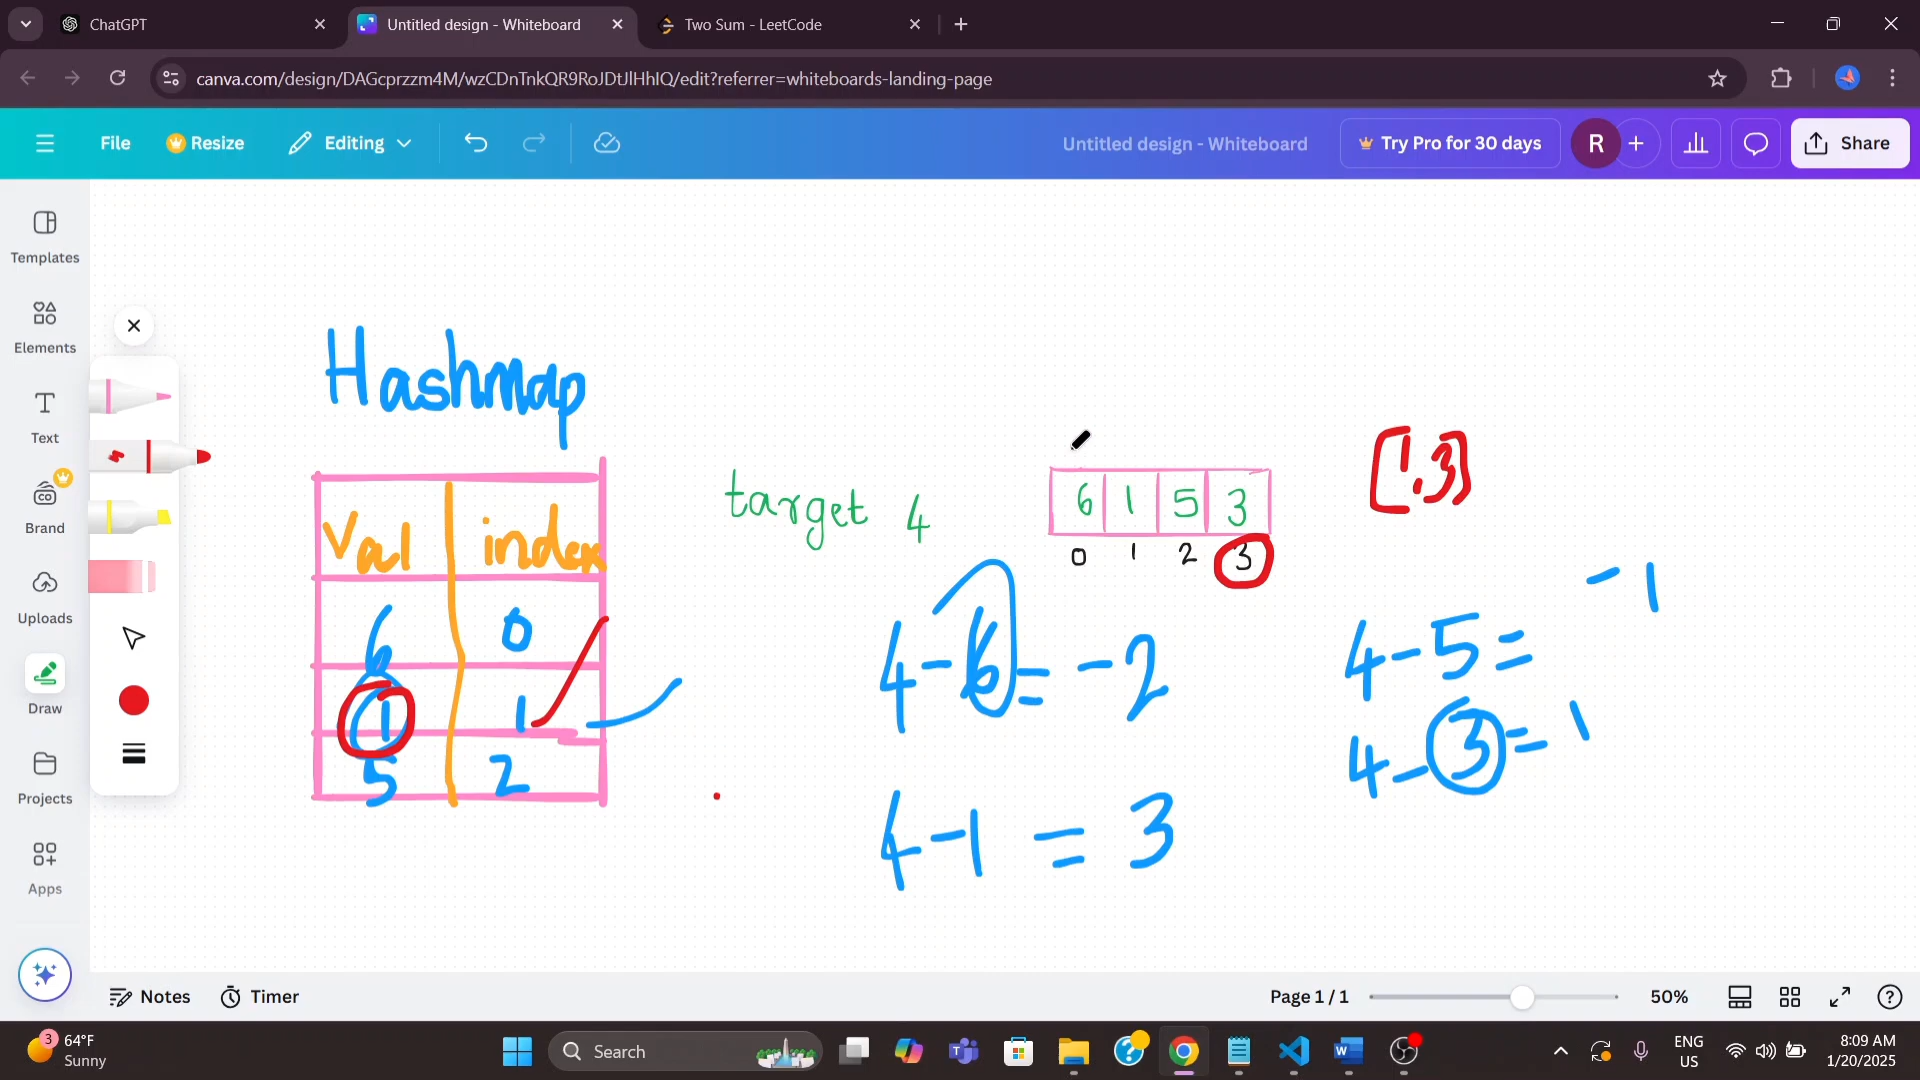 ChatGPT
Untitled design - Whiteboard
Two Sum - LeetCode
canva.com/design/DAGcprzzm4M/wzCDnTnkQR9RoJDtJlHhIQ/edit?referrer=whiteboards-landing-page
File
Resize
Editing
Untitled design - Whiteboard
Try Pro for 30 days
R
Share
Templates
Elements
Text
Brand
Uploads
Draw
Projects
Apps
Hashmap
Val index
6 0
1 1
5 2
target 4
6 1 5 3
0 1 2 3
[1,3]
4-6=-2
4-1=3
4-5= -1
4-3=1
Notes
Timer
Page 1 / 1
50%
3
64°F
Sunny
Search
ENG
US
8:09 AM
1/20/2025